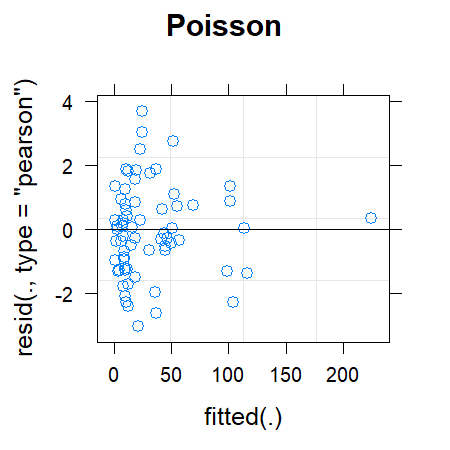 Poisson
resid(., type = "pearson")
4
2
0
-2
0 50 100 150 200
fitted(.)